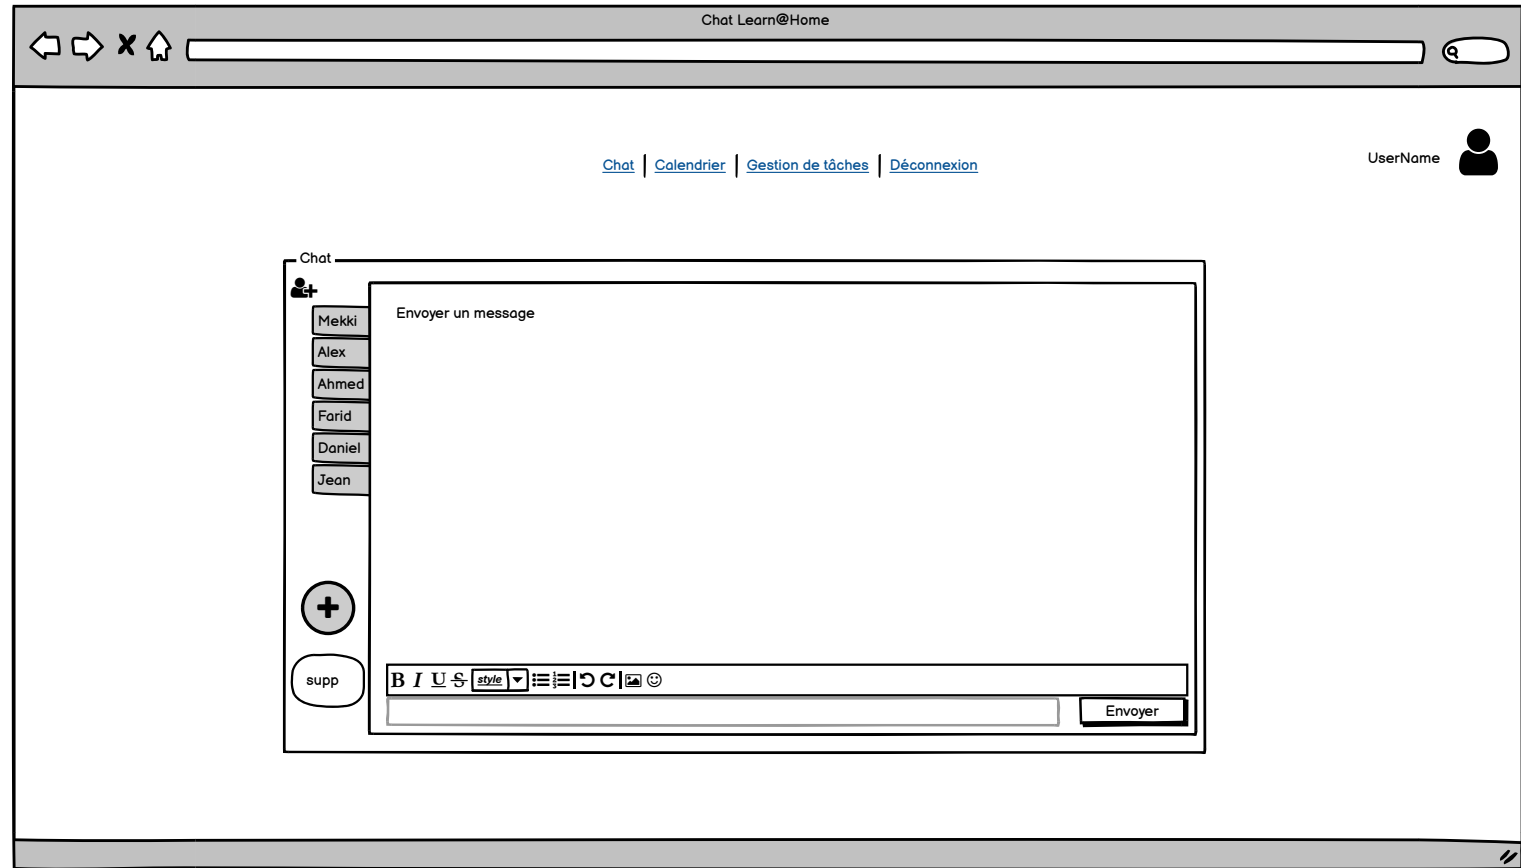 Chat Learn@Home
Chat Calendrier Gestion de tâches Déconnexion
UserName
Chat
Mekki
Alex
Ahmed
Farid
Daniel
Jean
supp
Envoyer un message
B I U S style
Envoyer